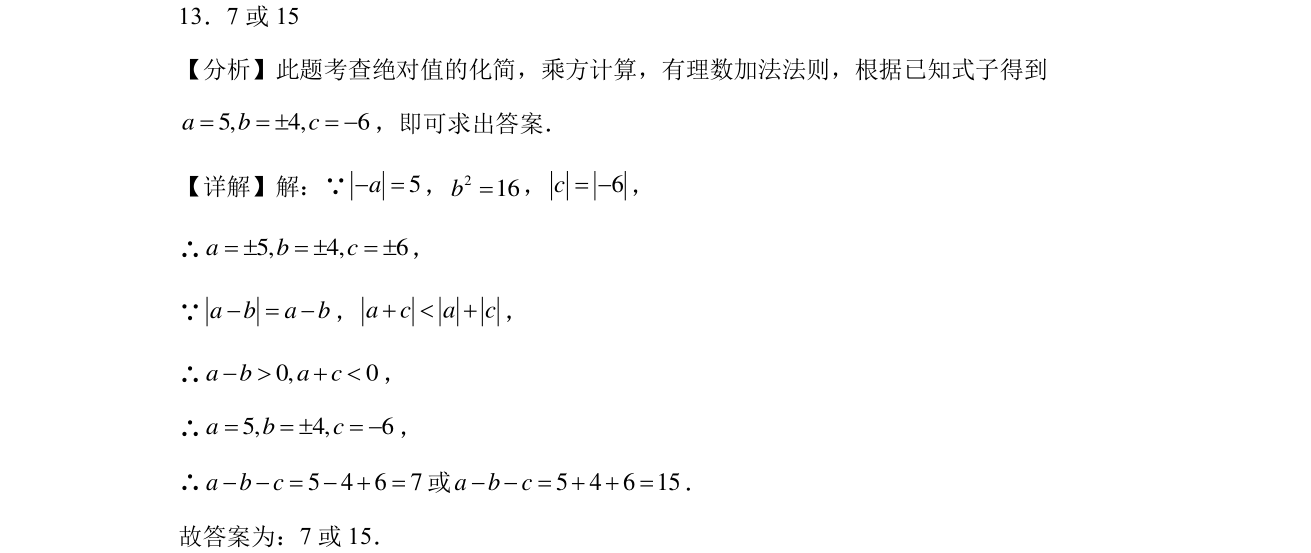 13．7 或 15
【分析】此题考查绝对值的化简，乘方计算，有理数加法法则，根据已知式子得到
a=5,b=±4,c=−6，即可求出答案．
【详解】解：∵|−a|=5，b²=16，|c|=|−6|，
∴a=±5,b=±4,c=±6，
∵|a−b|=a−b，|a+c|<|a|+|c|，
∴a−b>0,a+c<0，
∴a=5,b=±4,c=−6，
∴a−b−c=5−4+6=7或a−b−c=5+4+6=15．
故答案为：7 或 15．